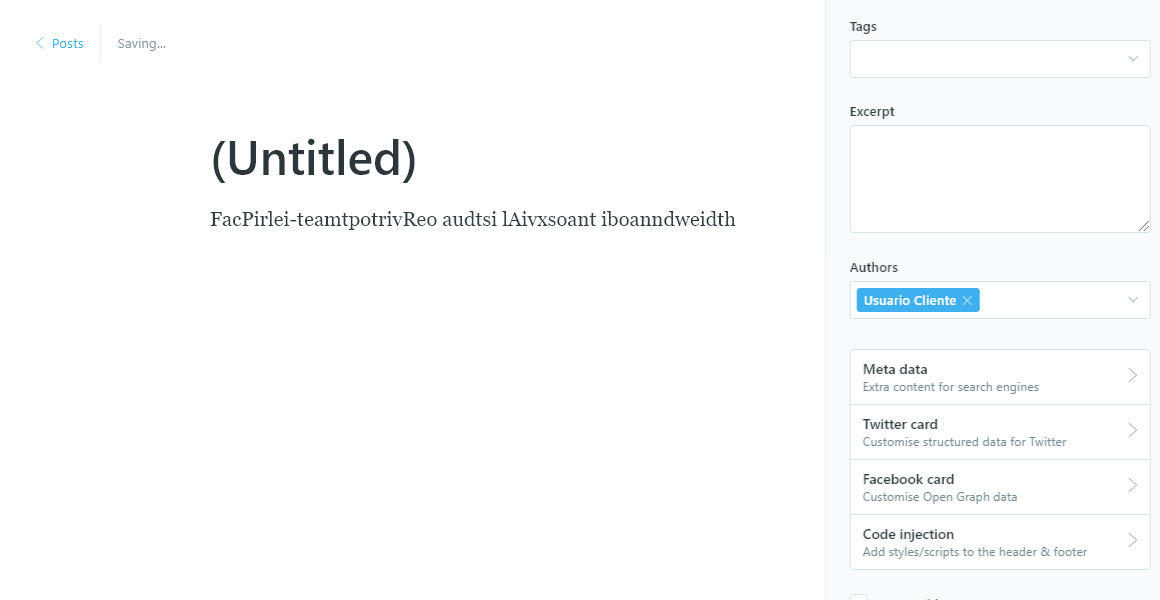 Posts
Saving...
(Untitled)
FacPirlei-teamtpotrivReo audtsi lAivxsoant iboanndweidth
Tags
Excerpt
Authors
Usuario Cliente
Meta data
Extra content for search engines
Twitter card
Customise structured data for Twitter
Facebook card
Customise Open Graph data
Code injection
Add styles/scripts to the header & footer